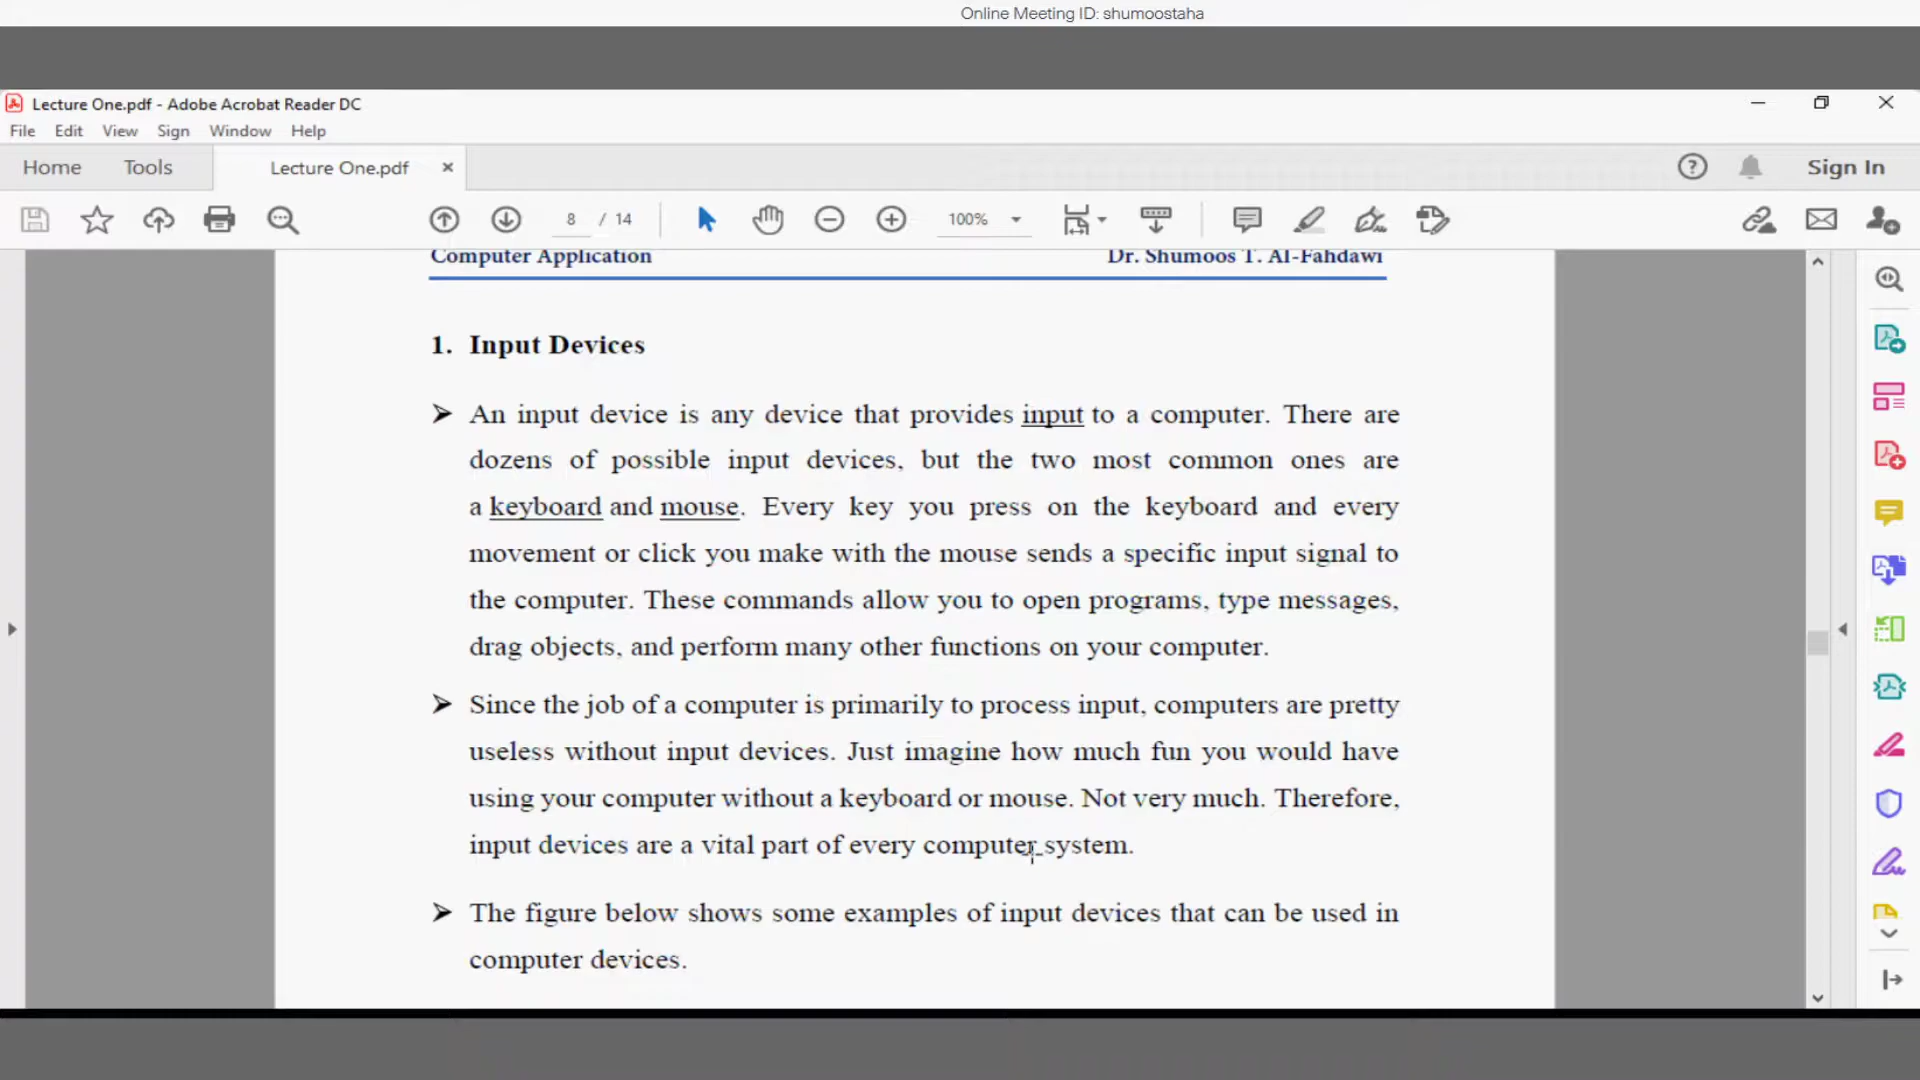 Online Meeting ID: shumoostaha
Lecture One.pdf - Adobe Acrobat Reader DC
File Edit View Sign Window Help
Home Tools Lecture One.pdf × Sign In
8 / 14 100%
Computer Application Dr. Shumoos T. Al-Fahdawi
1. Input Devices
➤ An input device is any device that provides input to a computer. There are
dozens of possible input devices, but the two most common ones are
a keyboard and mouse. Every key you press on the keyboard and every
movement or click you make with the mouse sends a specific input signal to
the computer. These commands allow you to open programs, type messages,
drag objects, and perform many other functions on your computer.
➤ Since the job of a computer is primarily to process input, computers are pretty
useless without input devices. Just imagine how much fun you would have
using your computer without a keyboard or mouse. Not very much. Therefore,
input devices are a vital part of every computer system.
➤ The figure below shows some examples of input devices that can be used in
computer devices.